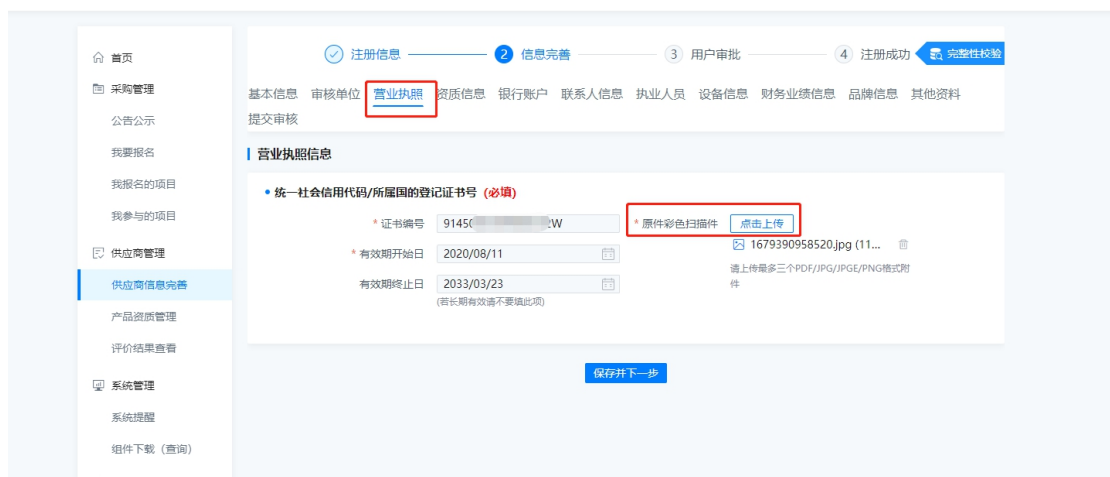 首页
采购管理
公告公示
我要报名
我报名的项目
我参与的项目
供应商管理
供应商信息完善
产品资质管理
评价结果查看
系统管理
系统提醒
组件下载（查询）
注册信息 2 信息完善 3 用户审批 4 注册成功 完整性校验
基本信息 审核单位 营业执照 资质信息 银行账户 联系人信息 执业人员 设备信息 财务业绩信息 品牌信息 其他资料
提交审核
营业执照信息
• 统一社会信用代码/所属国的登记证书号 (必填)
* 证书编号 9145 W * 原件彩色扫描件 点击上传
1679390958520.jpg (11...
* 有效期开始日 2020/08/11
请上传最多三个PDF/JPG/JPGE/PNG格式附
件
有效期终止日 2033/03/23
(若长期有效请不要填此项)
保存并下一步